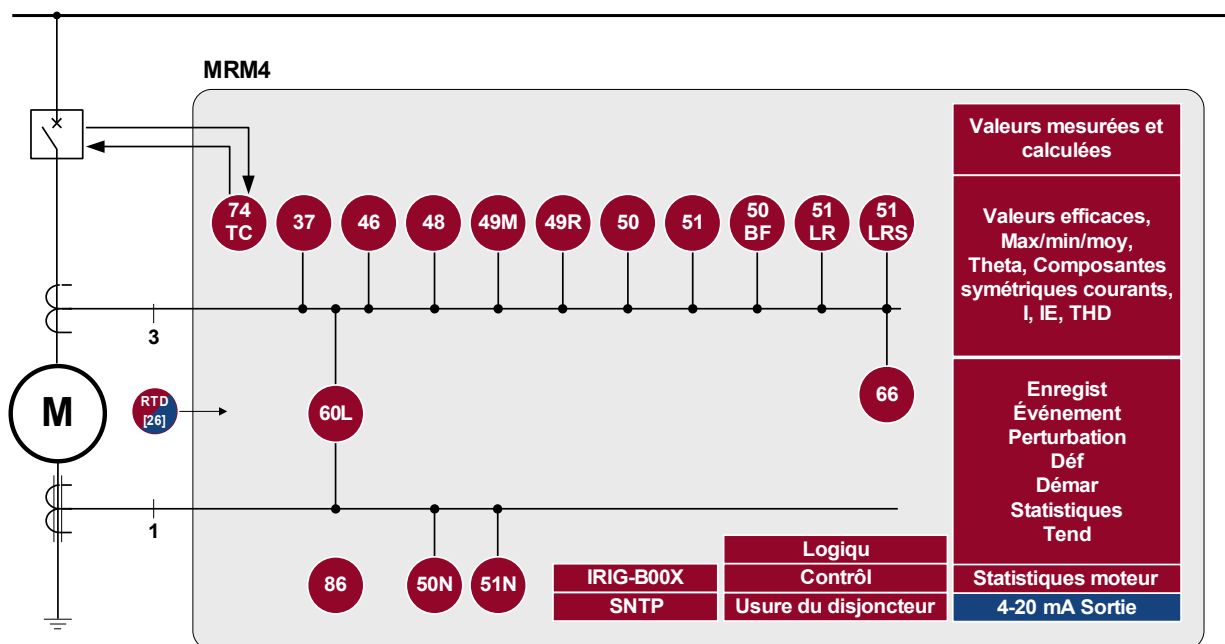 MRM4
Valeurs mesurées et
calculées
74
TC
37
46
48
49M
49R
50
51
50
BF
51
LR
51
LRS
Valeurs efficaces,
Max/min/moy,
Theta, Composantes
symétriques courants,
I, IE, THD
3
M
RTD
[26]
60L
66
Enregist
Événement
Perturbation
Déf
Démar
Statistiques
Tend
1
86
50N
51N
IRIG-B00X
SNTP
Logiqu
Contrôl
Usure du disjoncteur
Statistiques moteur
4-20 mA Sortie